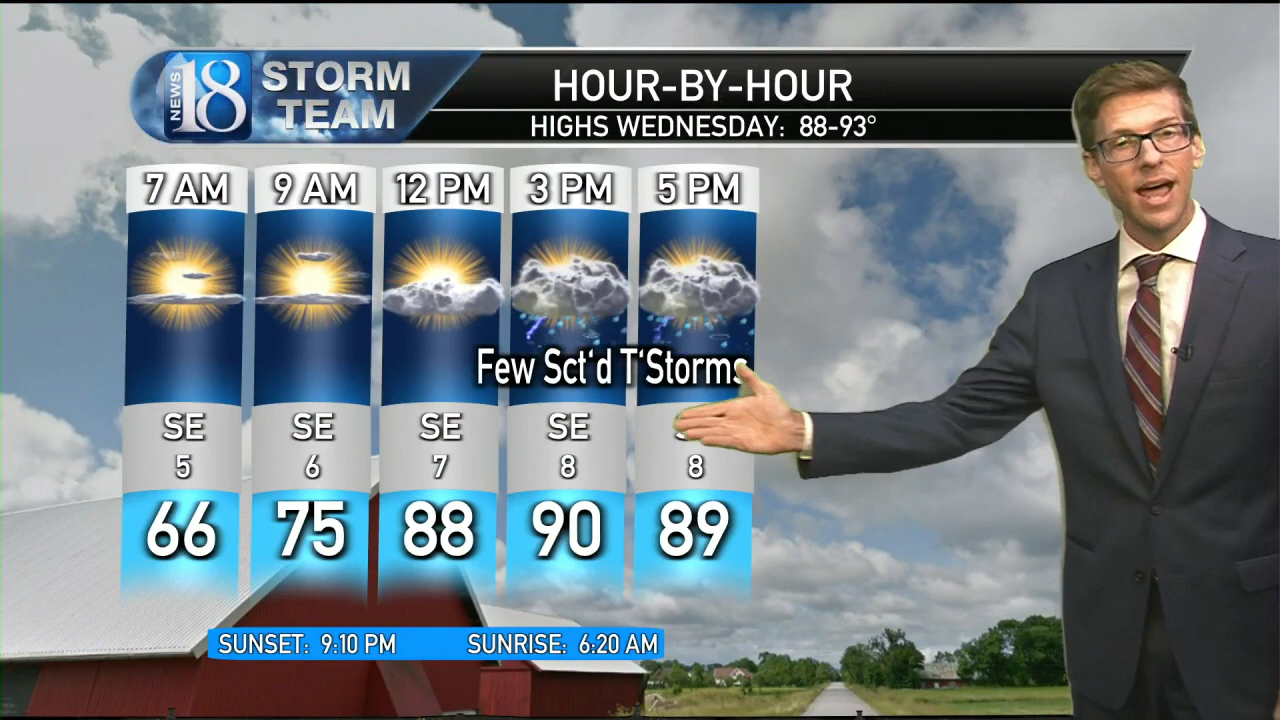 NEWS 18 STORM TEAM
HOUR-BY-HOUR
HIGHS WEDNESDAY: 88-93°
7 AM 9 AM 12 PM 3 PM 5 PM
Few Sct'd T'Storms
SE SE SE SE
5 6 7 8 8
66 75 88 90 89
SUNSET: 9:10 PM SUNRISE: 6:20 AM